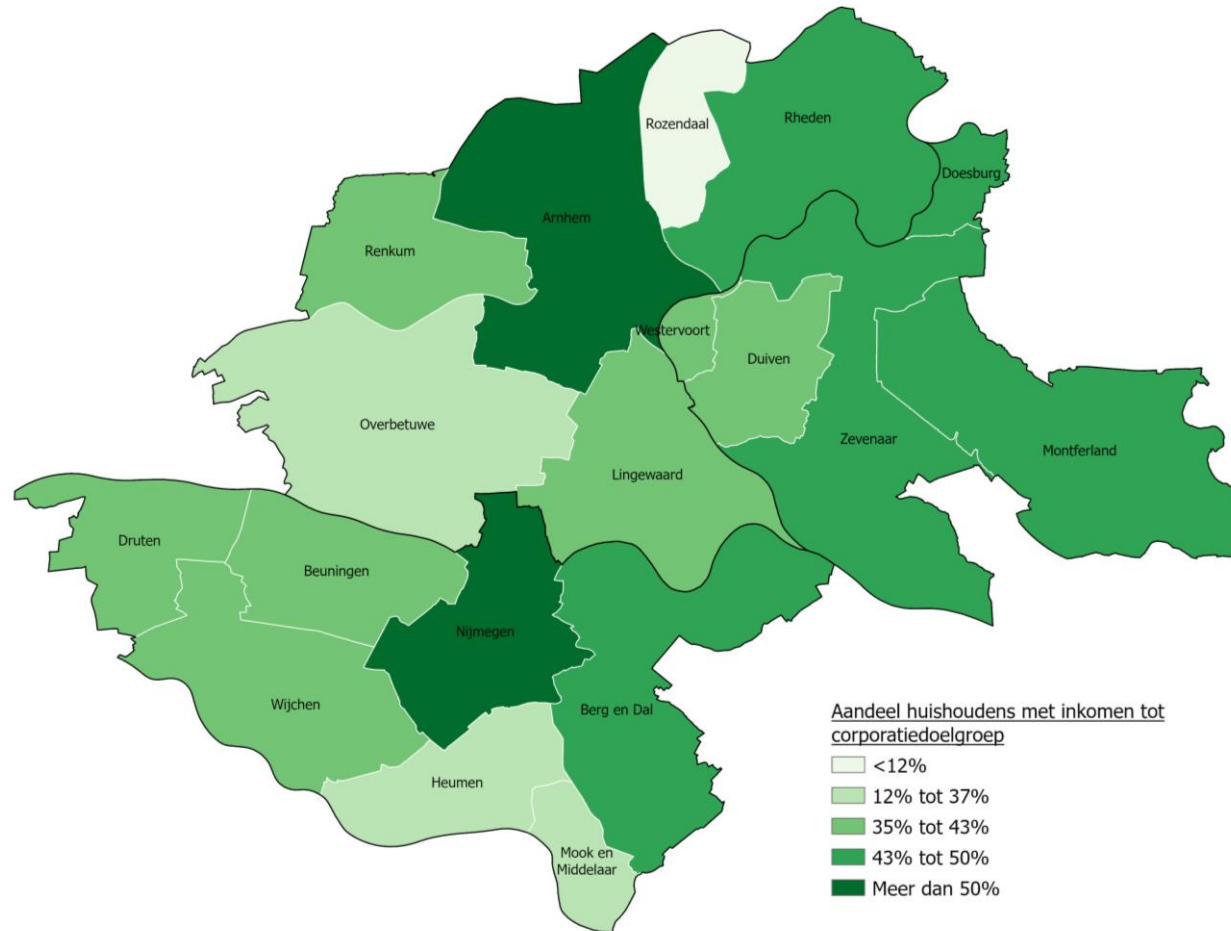 Rozendaal
Rheden
Doesburg
Arnhem
Renkum
Westervoort
Duiven
Overbetuwe
Zevenaar
Montferland
Lingewaard
Druten
Beuningen
Nijmegen
Wijchen
Berg en Dal
Heumen
Mook en
Middelaar
Aandeel huishoudens met inkomen tot
corporatiedoelgroep
<12%
12% tot 37%
35% tot 43%
43% tot 50%
Meer dan 50%